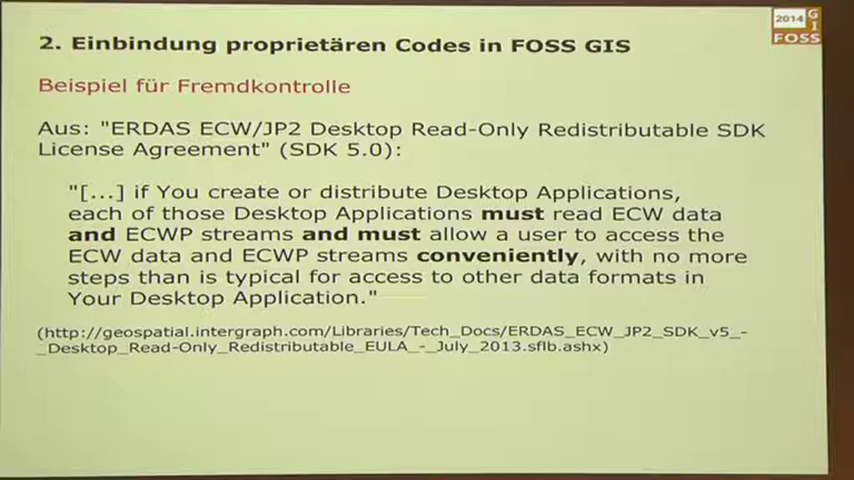 2014
GIS
FOSS
2. Einbindung proprietären Codes in FOSS GIS
Beispiel für Fremdkontrolle
Aus: "ERDAS ECW/JP2 Desktop Read-Only Redistributable SDK
License Agreement" (SDK 5.0):
"[...] if You create or distribute Desktop Applications,
each of those Desktop Applications must read ECW data
and ECWP streams and must allow a user to access the
ECW data and ECWP streams conveniently, with no more
steps than is typical for access to other data formats in
Your Desktop Application."
(http://geospatial.intergraph.com/Libraries/Tech_Docs/ERDAS_ECW_JP2_SDK_v5_-
_Desktop_Read-Only_Redistributable_EULA_-_July_2013.sflb.ashx)